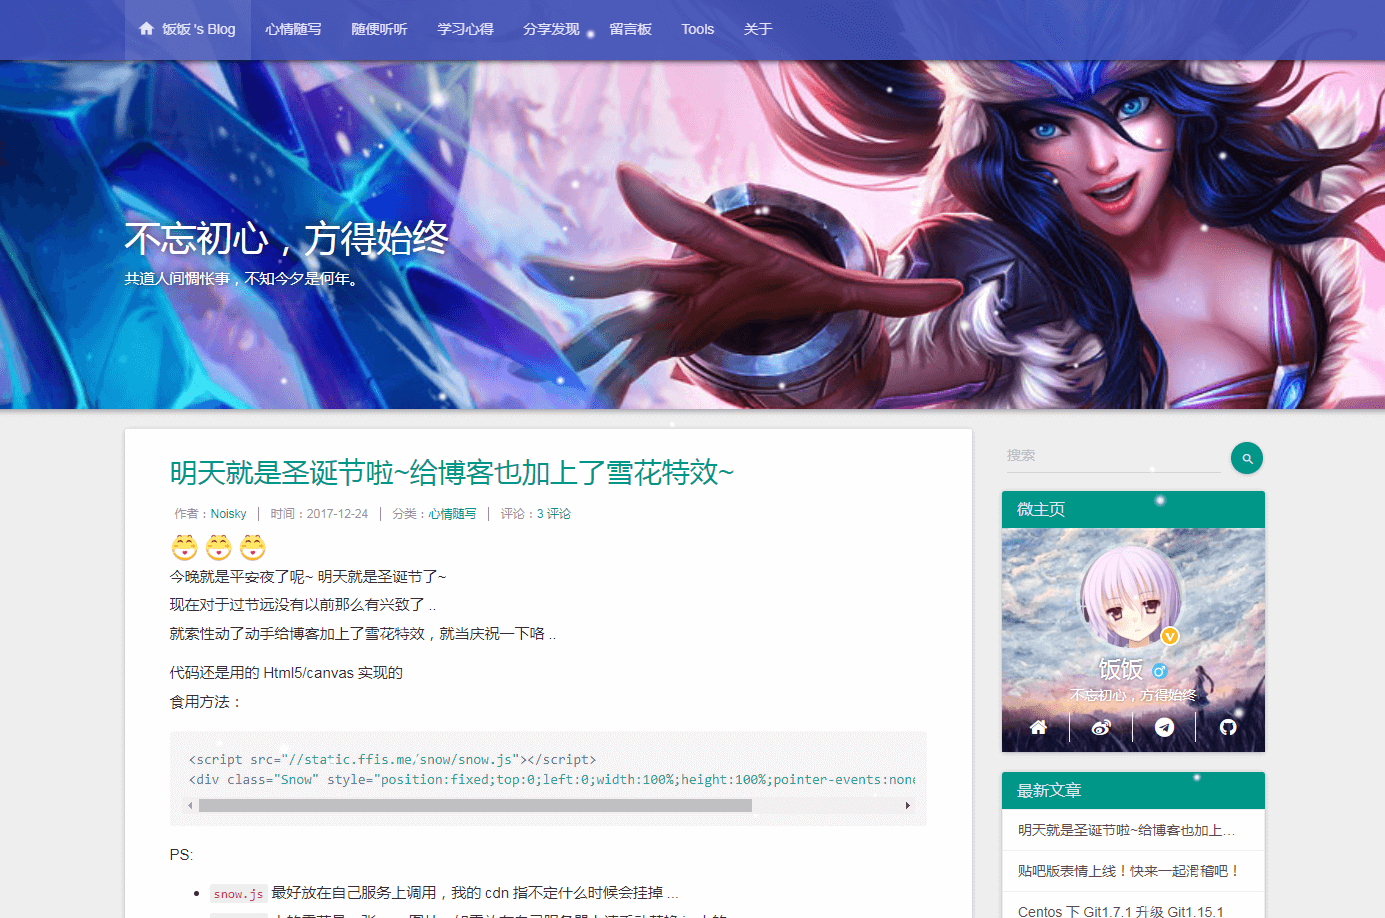 饭饭 's Blog 心情随写 随便听听 学习心得 分享发现 留言板 Tools 关于
不忘初心，方得始终
共道人间惆怅事，不知今夕是何年。
明天就是圣诞节啦~给博客也加上了雪花特效~
作者：Noisky 时间：2017-12-24 分类：心情随写 评论：3 评论
今晚就是平安夜了呢~ 明天就是圣诞节了~
现在对于过节远没有以前那么有兴致了 ..
就索性动了动手给博客加上了雪花特效，就当庆祝一下咯 ..
代码还是用的 Html5/canvas 实现的
食用方法：
<script src="//static.ffis.me/snow/snow.js"></script>
<div class="Snow" style="position:fixed;top:0;left:0;width:100%;height:100%;pointer-events:none
PS:
snow.js 最好放在自己服务上调用，我的 cdn 指不定什么时候会挂掉 ...
搜索
微主页
V
饭饭
不忘初心，方得始终
最新文章
明天就是圣诞节啦~给博客也加上...
贴吧版表情上线！快来一起滑稽吧！
Centos 下 Git1.7.1 升级 Git1.15.1